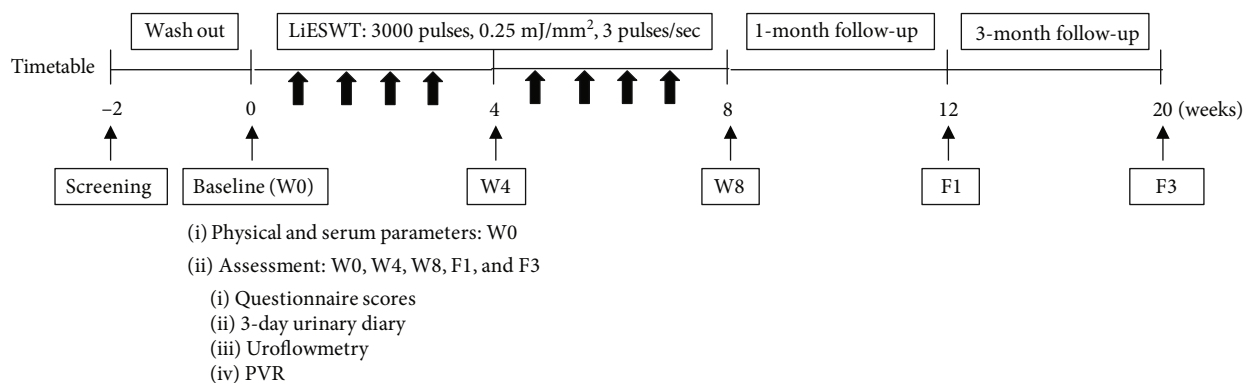 Wash out
LiESWT: 3000 pulses, 0.25 mJ/mm², 3 pulses/sec
1-month follow-up
3-month follow-up
Timetable
–2
0
4
8
12
20 (weeks)
Screening
Baseline (W0)
W4
W8
F1
F3
(i) Physical and serum parameters: W0
(ii) Assessment: W0, W4, W8, F1, and F3
(i) Questionnaire scores
(ii) 3-day urinary diary
(iii) Uroflowmetry
(iv) PVR